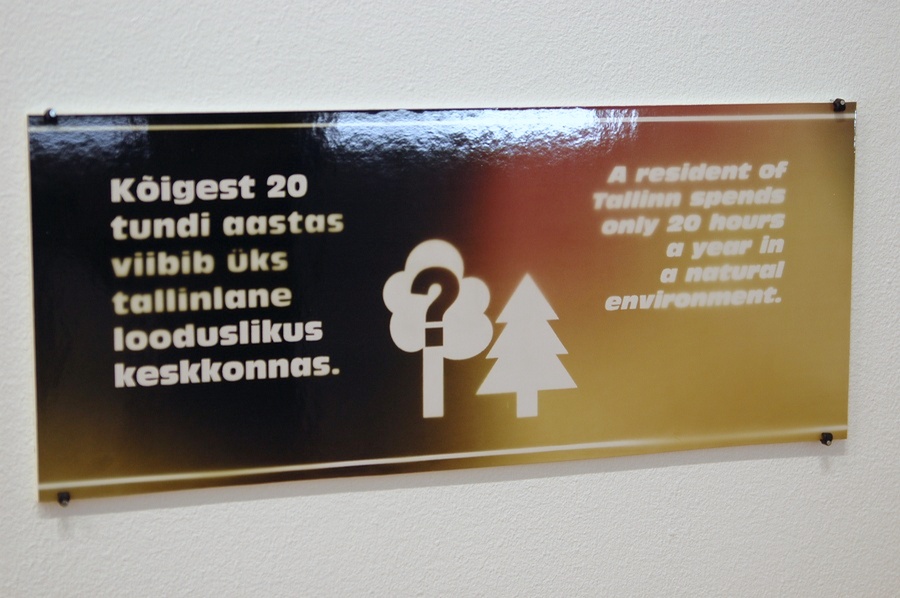 Kõigest 20
tundi aastas
viibib üks
tallinlane
looduslikus
keskkonnas.
?
A resident of
Tallinn spends
only 20 hours
a year in
a natural
environment.